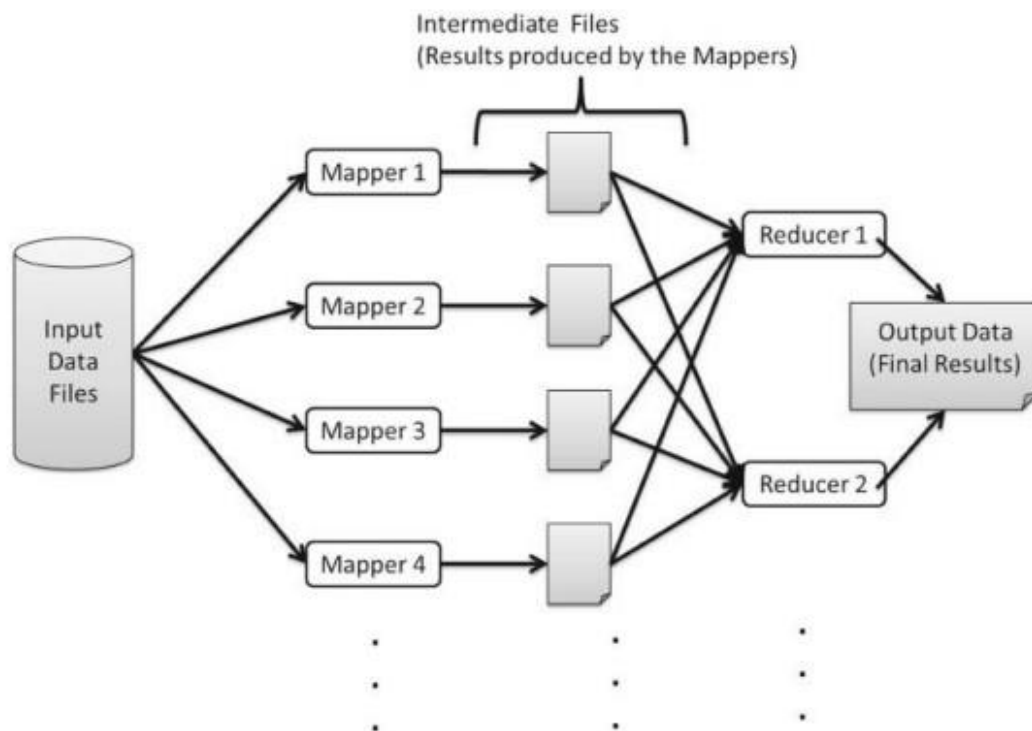 Intermediate Files
(Results produced by the Mappers)
Mapper 1
Reducer 1
Mapper 2
Input
Data
Files
Output Data
(Final Results)
Mapper 3
Reducer 2
Mapper 4